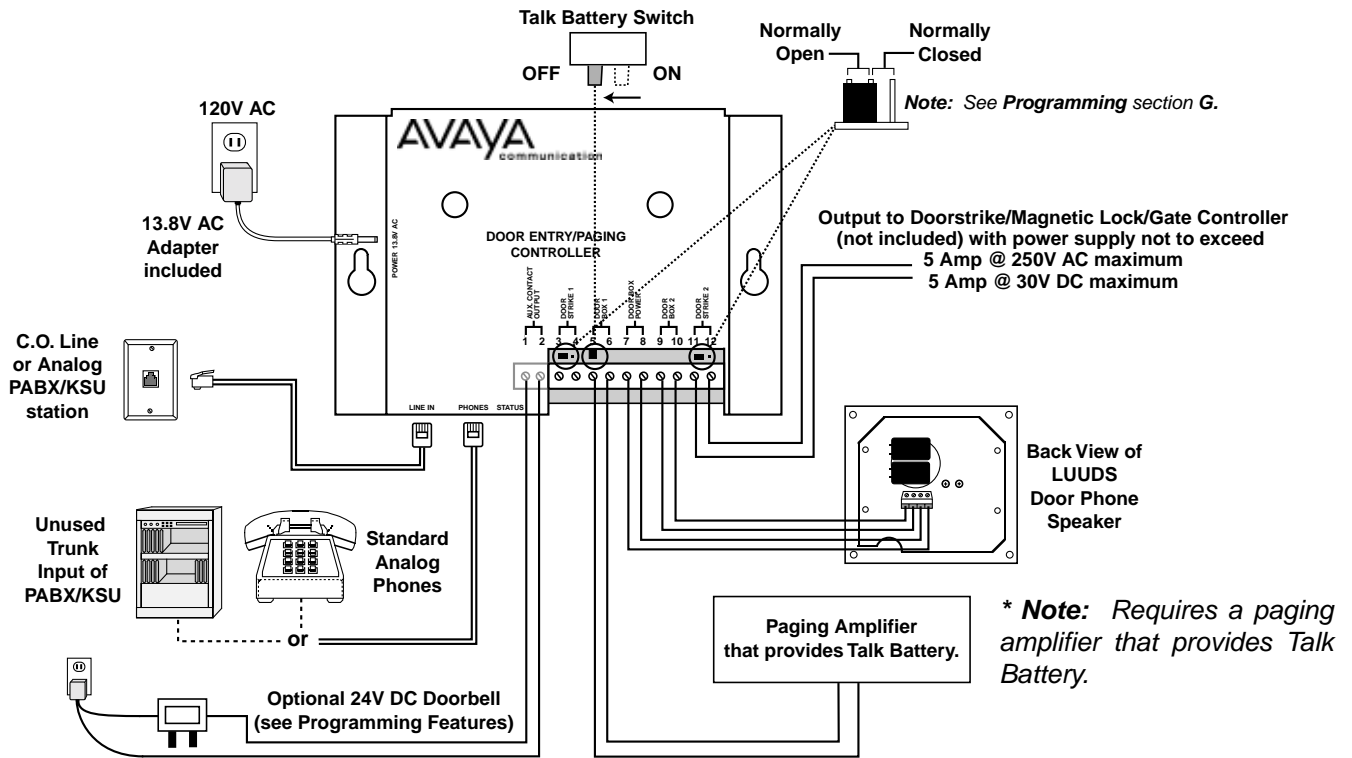 Talk Battery Switch
OFF
ON
Normally
Open
Normally
Closed
Note: See Programming section G.
120V AC
13.8V AC
Adapter
included
AVAYA
communication
POWER 13.8V AC
DOOR ENTRY/PAGING
CONTROLLER
AUX. CONTACT
OUTPUT
DOOR
STRIKE 1
DOOR
BOX 1
DOOR BOX
POWER
DOOR
BOX 2
DOOR
STRIKE 2
1 2 3 4 5 6 7 8 9 10 11 12
Output to Doorstrike/Magnetic Lock/Gate Controller
(not included) with power supply not to exceed
5 Amp @ 250V AC maximum
5 Amp @ 30V DC maximum
C.O. Line
or Analog
PABX/KSU
station
LINE IN
PHONES
STATUS
Back View of
LUUDS
Door Phone
Speaker
Unused
Trunk
Input of
PABX/KSU
Standard
Analog
Phones
or
Paging Amplifier
that provides Talk Battery.
* Note: Requires a paging
amplifier that provides Talk
Battery.
Optional 24V DC Doorbell
(see Programming Features)